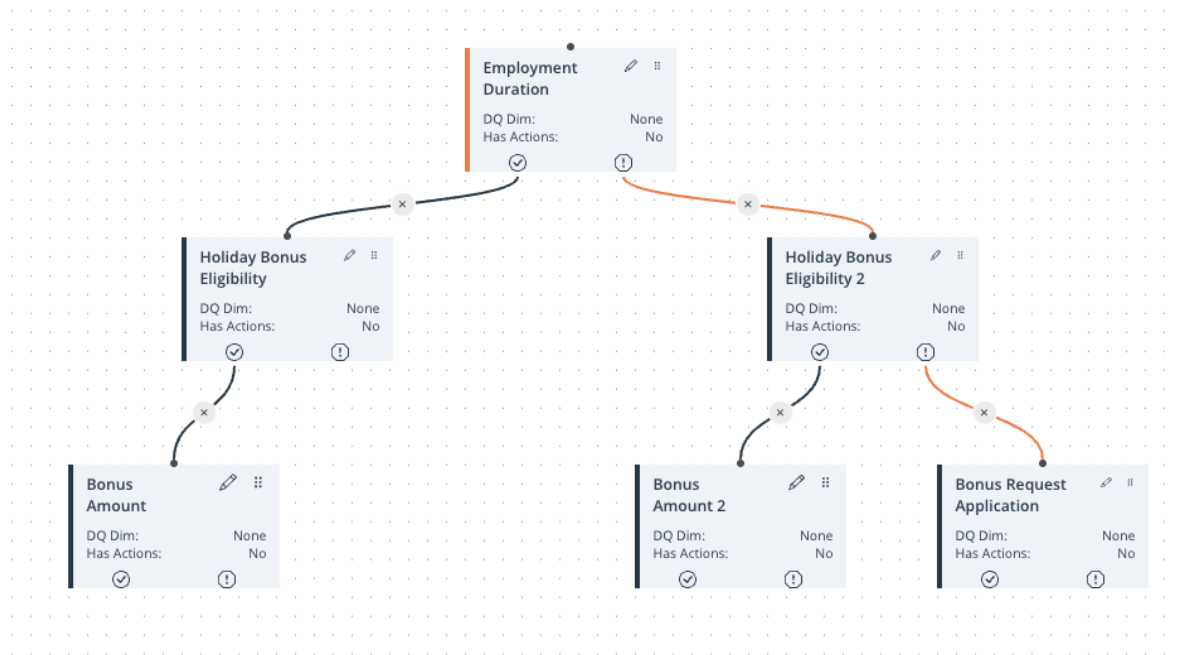 Employment
Duration
DQ Dim: None
Has Actions: No
Holiday Bonus
Eligibility
DQ Dim: None
Has Actions: No
Holiday Bonus
Eligibility 2
DQ Dim: None
Has Actions: No
Bonus
Amount
DQ Dim: None
Has Actions: No
Bonus
Amount 2
DQ Dim: None
Has Actions: No
Bonus Request
Application
DQ Dim: None
Has Actions: No